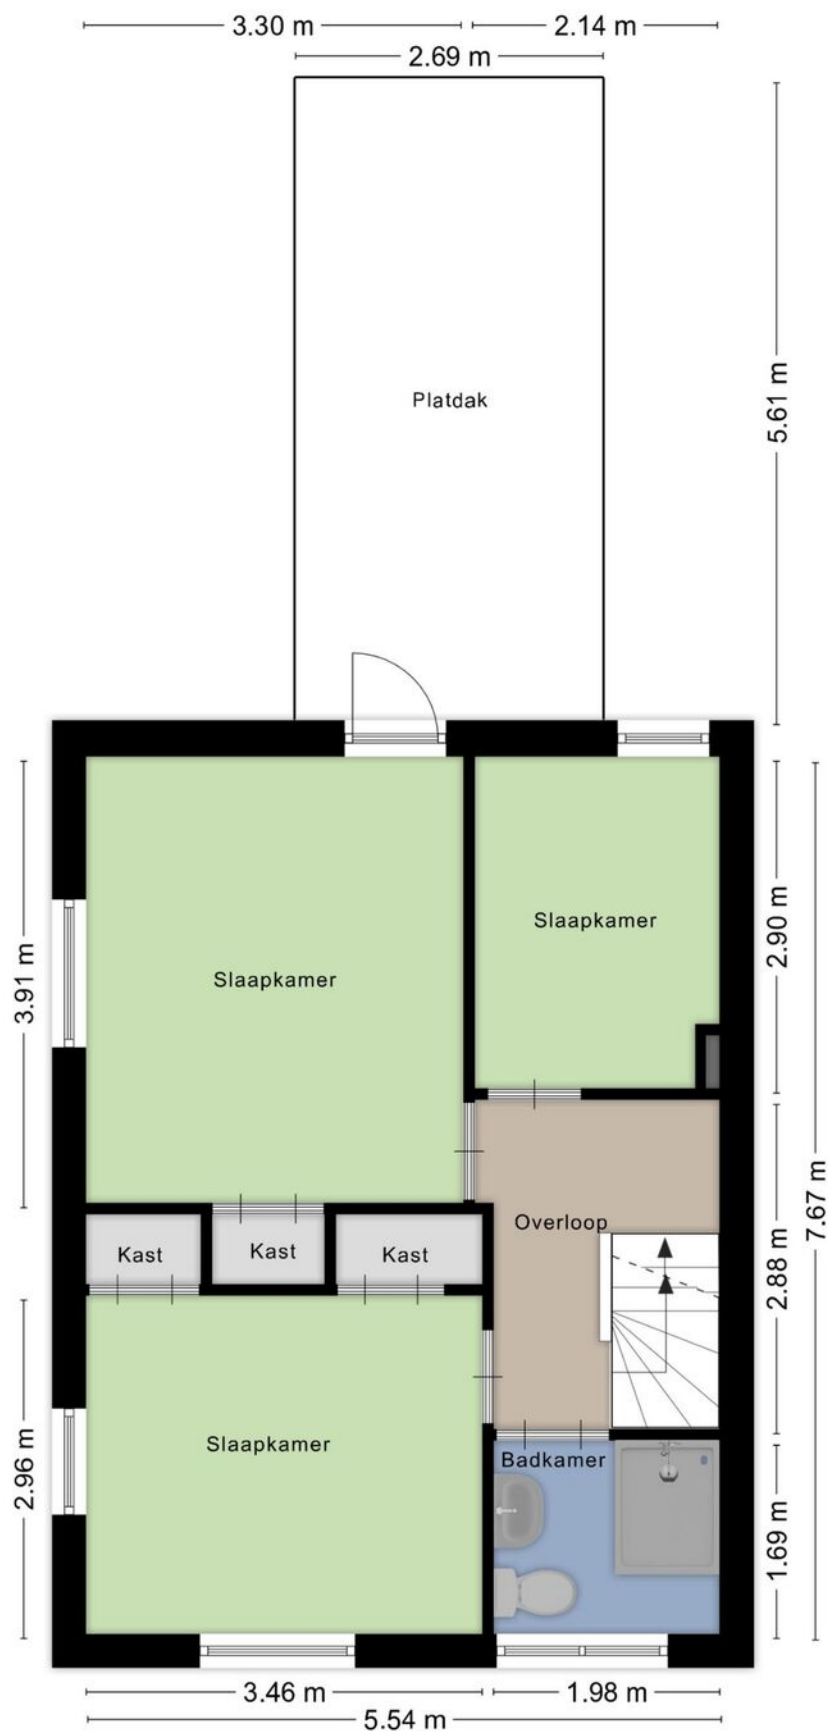 3.30 m
2.14 m
2.69 m
5.61 m
Platdak
3.91 m
Slaapkamer
Slaapkamer
2.90 m
7.67 m
Overloop
Kast
Kast
Kast
2.88 m
2.96 m
Slaapkamer
Badkamer
1.69 m
3.46 m
1.98 m
5.54 m